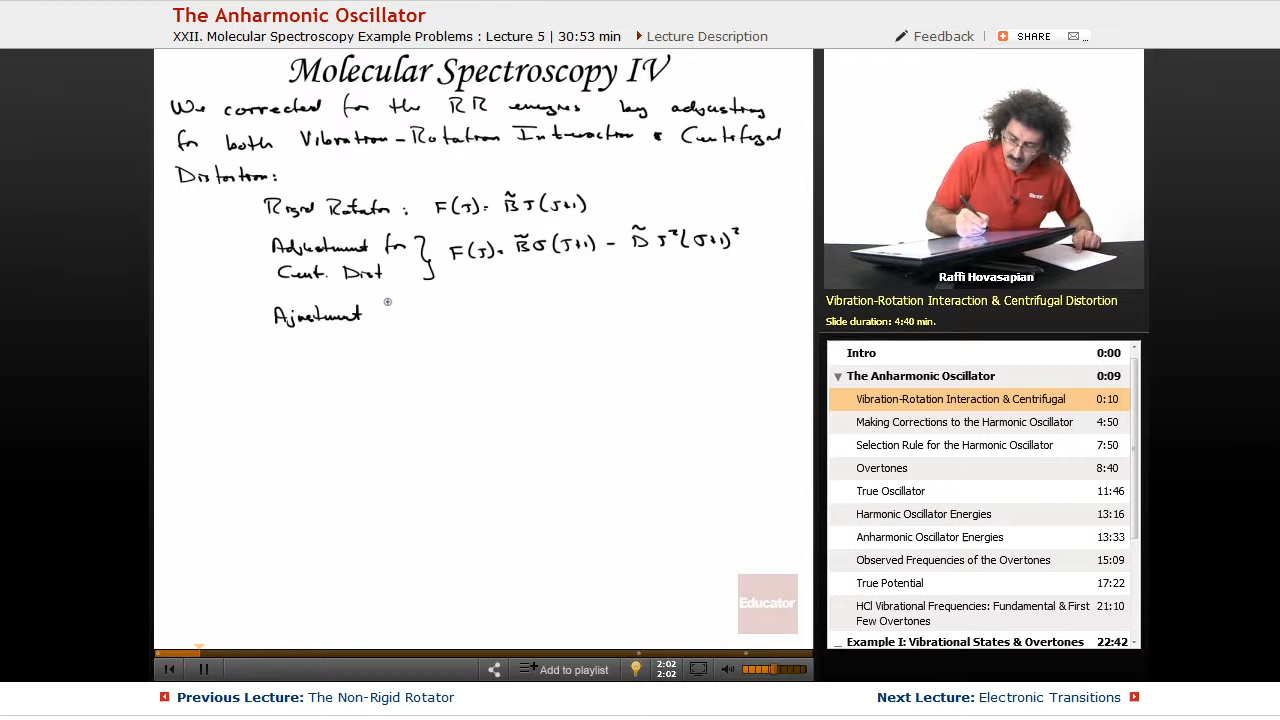 The Anharmonic Oscillator
XXII. Molecular Spectroscopy Example Problems : Lecture 5 | 30:53 min
Lecture Description
Feedback
SHARE
Molecular Spectroscopy IV
We corrected for the RR energies by adjusting
for both Vibration-Rotation Interaction & Centrifugal
Distortion:
Rigid Rotator: F(J) = B̃ J(J+1)
Adjustment for
Cent. Dist } F(J) = B̃ J(J+1) - D̃ J²(J+1)²
Ajustment
Educator
Raffi Hovasapian
Vibration-Rotation Interaction & Centrifugal Distortion
Slide duration: 4:40 min.
Intro 0:00
The Anharmonic Oscillator 0:09
Vibration-Rotation Interaction & Centrifugal 0:10
Making Corrections to the Harmonic Oscillator 4:50
Selection Rule for the Harmonic Oscillator 7:50
Overtones 8:40
True Oscillator 11:46
Harmonic Oscillator Energies 13:16
Anharmonic Oscillator Energies 13:33
Observed Frequencies of the Overtones 15:09
True Potential 17:22
HCl Vibrational Frequencies: Fundamental & First
Few Overtones 21:10
Example I: Vibrational States & Overtones 22:42
Add to playlist
2:02
2:02
Previous Lecture: The Non-Rigid Rotator
Next Lecture: Electronic Transitions